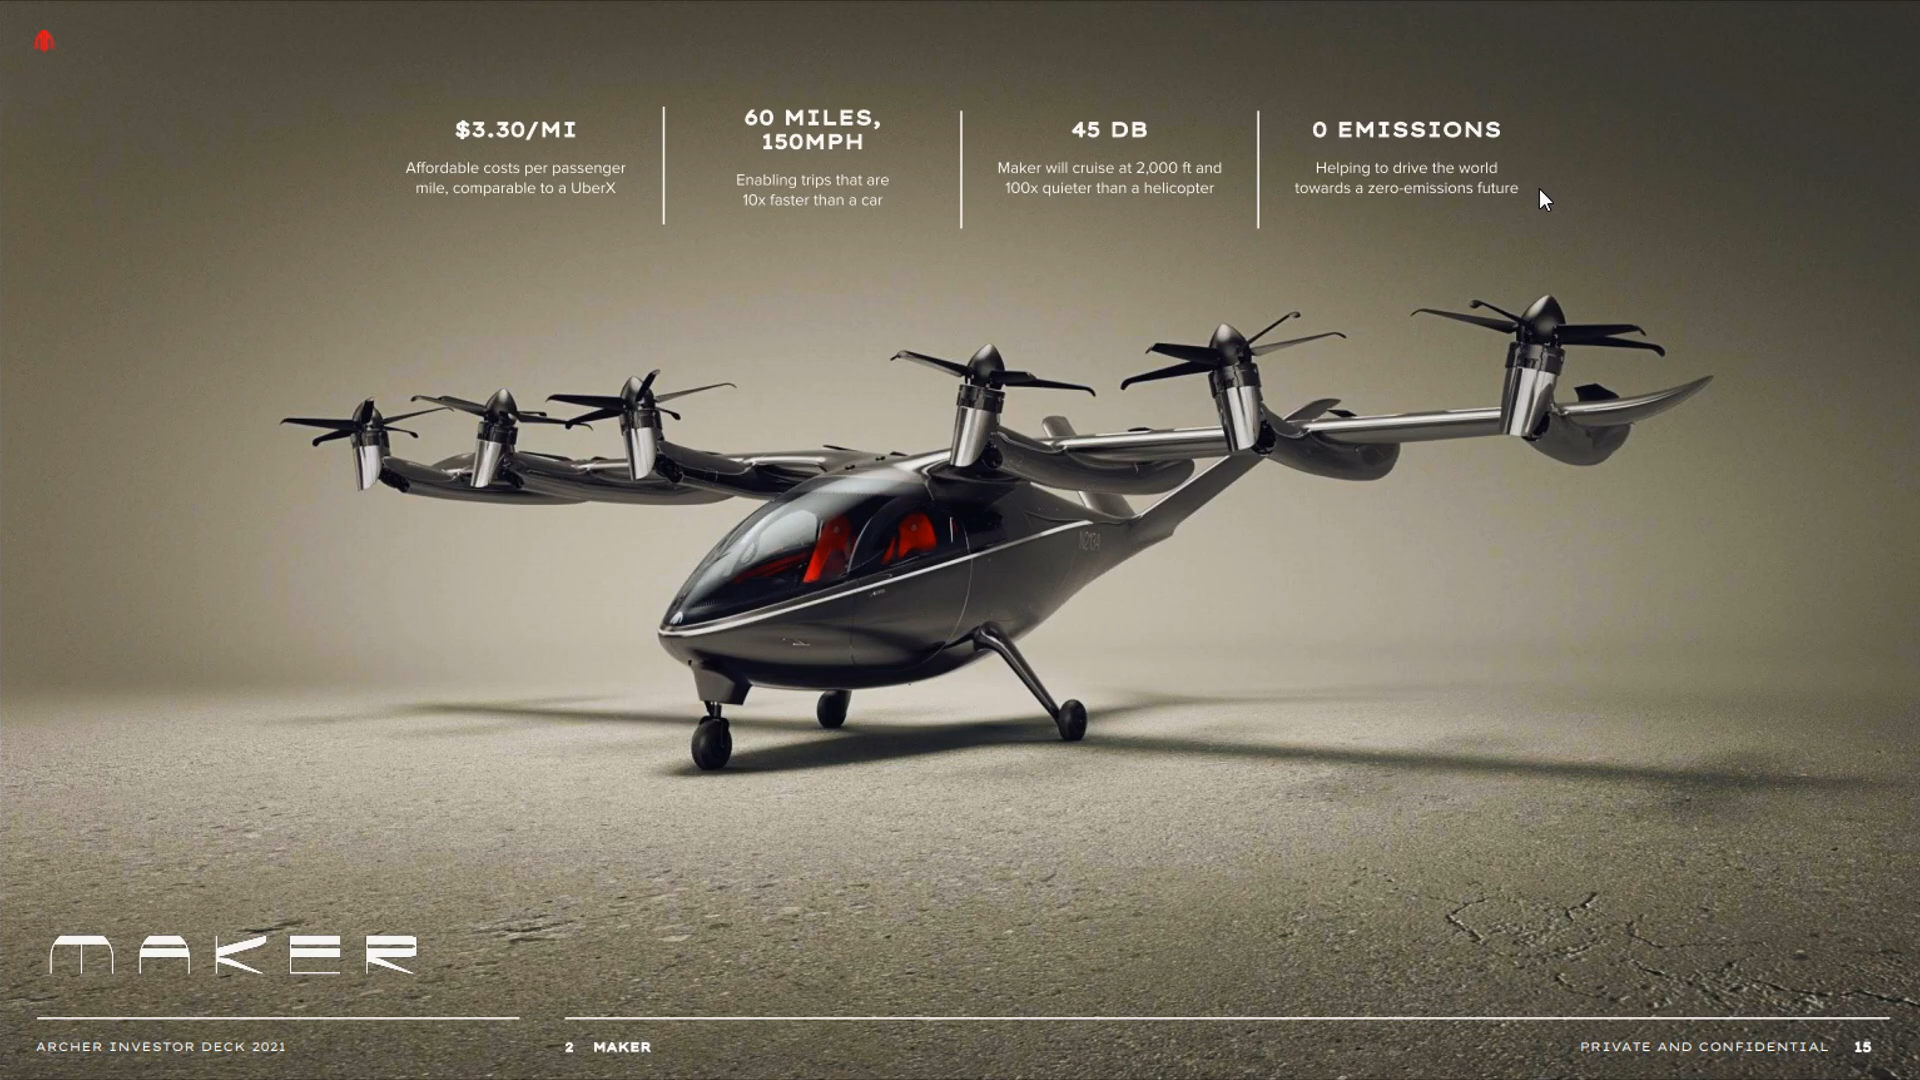 $3.30/MI
Affordable costs per passenger
mile, comparable to a UberX
60 MILES,
150MPH
Enabling trips that are
10x faster than a car
45 DB
Maker will cruise at 2,000 ft and
100x quieter than a helicopter
0 EMISSIONS
Helping to drive the world
towards a zero-emissions future
N213A
MAKER
ARCHER INVESTOR DECK 2021
2 MAKER
PRIVATE AND CONFIDENTIAL 15